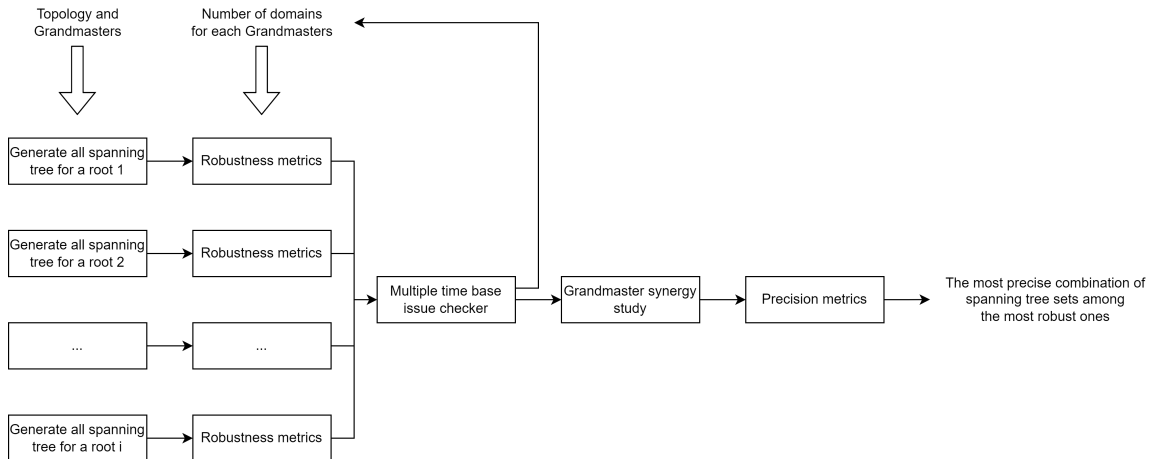 Topology and
Grandmasters
Number of domains
for each Grandmasters
Generate all spanning
tree for a root 1
Robustness metrics
Generate all spanning
tree for a root 2
Robustness metrics
Multiple time base
issue checker
Grandmaster synergy
study
Precision metrics
The most precise combination of
spanning tree sets among
the most robust ones
...
...
Generate all spanning
tree for a root i
Robustness metrics